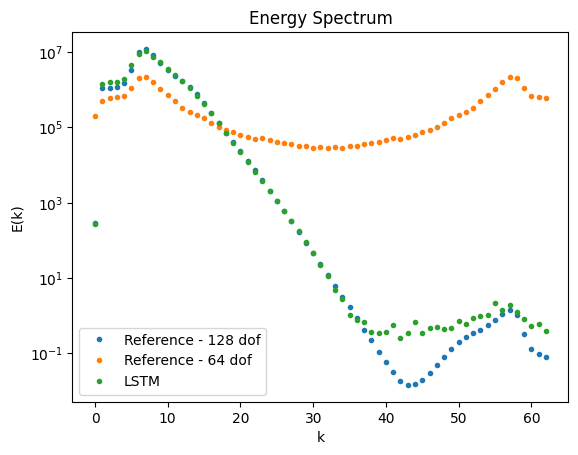 Energy Spectrum
10^7
10^5
10^3
10^1
10^-1
E(k)
Reference - 128 dof
Reference - 64 dof
LSTM
0 10 20 30 40 50 60
k